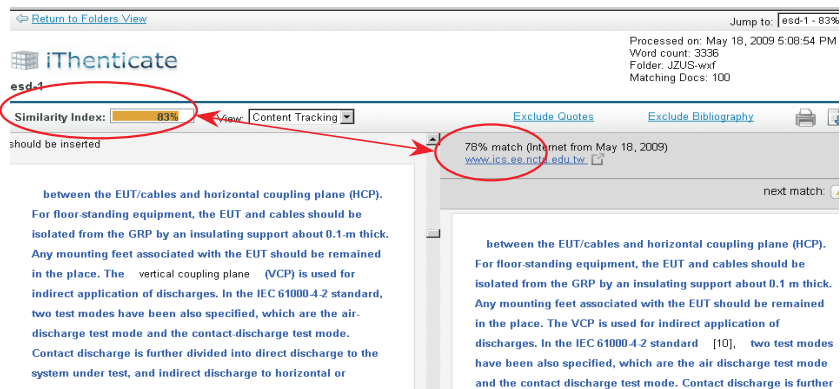 Return to Folders View
Jump to: esd-1 - 83%
iThenticate
esd-1
Processed on: May 18, 2009 5:08:54 PM
Word count: 3336
Folder: JZUS-wxf
Matching Docs: 100
Similarity Index: 83% View: Content Tracking Exclude Quotes Exclude Bibliography
should be inserted
between the EUT/cables and horizontal coupling plane (HCP).
For floor-standing equipment, the EUT and cables should be
isolated from the GRP by an insulating support about 0.1-m thick.
Any mounting feet associated with the EUT should be remained
in the place. The vertical coupling plane (VCP) is used for
indirect application of discharges. In the IEC 61000-4-2 standard,
two test modes have been also specified, which are the air-
discharge test mode and the contact-discharge test mode.
Contact discharge is further divided into direct discharge to the
system under test, and indirect discharge to horizontal or
78% match (Internet from May 18, 2009)
www.ics.ee.nctu.edu.tw
next match:
between the EUT/cables and horizontal coupling plane (HCP).
For floor-standing equipment, the EUT and cables should be
isolated from the GRP by an insulating support about 0.1 m thick.
Any mounting feet associated with the EUT should be remained
in the place. The VCP is used for indirect application of
discharges. In the IEC 61000-4-2 standard [10], two test modes
have been also specified, which are the air discharge test mode
and the contact discharge test mode. Contact discharge is further